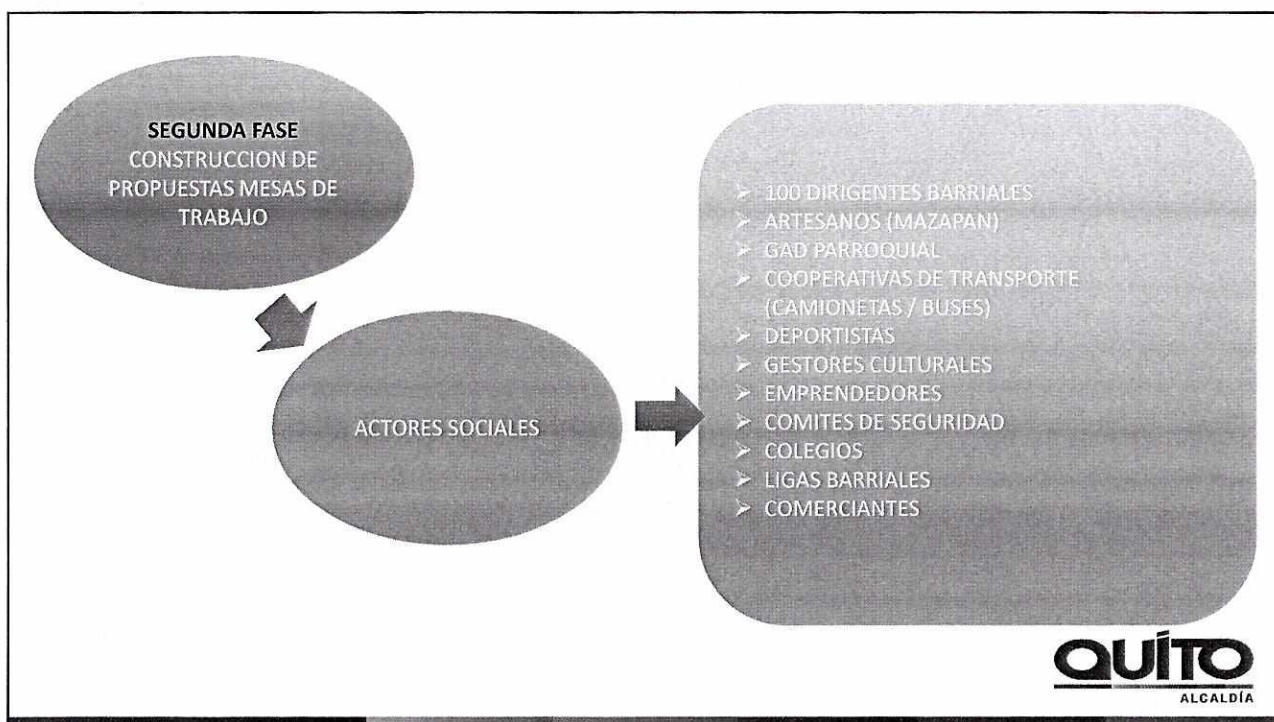 SEGUNDA FASE
CONSTRUCCION DE
PROPUESTAS MESAS DE
TRABAJO
ACTORES SOCIALES
➢ 100 DIRIGENTES BARRIALES
➢ ARTESANOS (MAZAPAN)
➢ GAD PARROQUIAL
➢ COOPERATIVAS DE TRANSPORTE
(CAMIONETAS / BUSES)
➢ DEPORTISTAS
➢ GESTORES CULTURALES
➢ EMPRENDEDORES
➢ COMITES DE SEGURIDAD
➢ COLEGIOS
➢ LIGAS BARRIALES
➢ COMERCIANTES
QUÍTO
ALCALDÍA